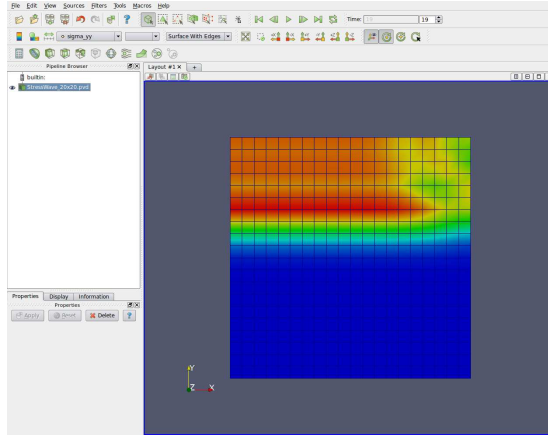 File Edit View Sources Filters Tools Macros Help
Time: 19
sigma_yy
Surface With Edges
Pipeline Browser
Layout #1
builtin:
StressWave_20x20.pvd
Properties Display Information
Properties
Apply Reset Delete ?
Y
Z X